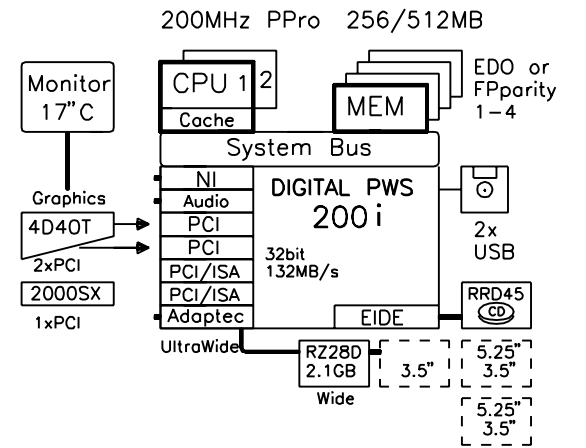 200MHz PPro 256/512MB
Monitor
17"C
CPU 1 2
Cache
MEM
EDO or
FPparity
1-4
System Bus
Graphics
4D40T
2xPCI
2000SX
1xPCI
NI
Audio
PCI
PCI
PCI/ISA
PCI/ISA
Adaptec
UltraWide
DIGITAL PWS
200i
32bit
132MB/s
EIDE
2x
USB
RRD45
CD
RZ28D
2.1GB
Wide
3.5"
5.25"
3.5"
5.25"
3.5"